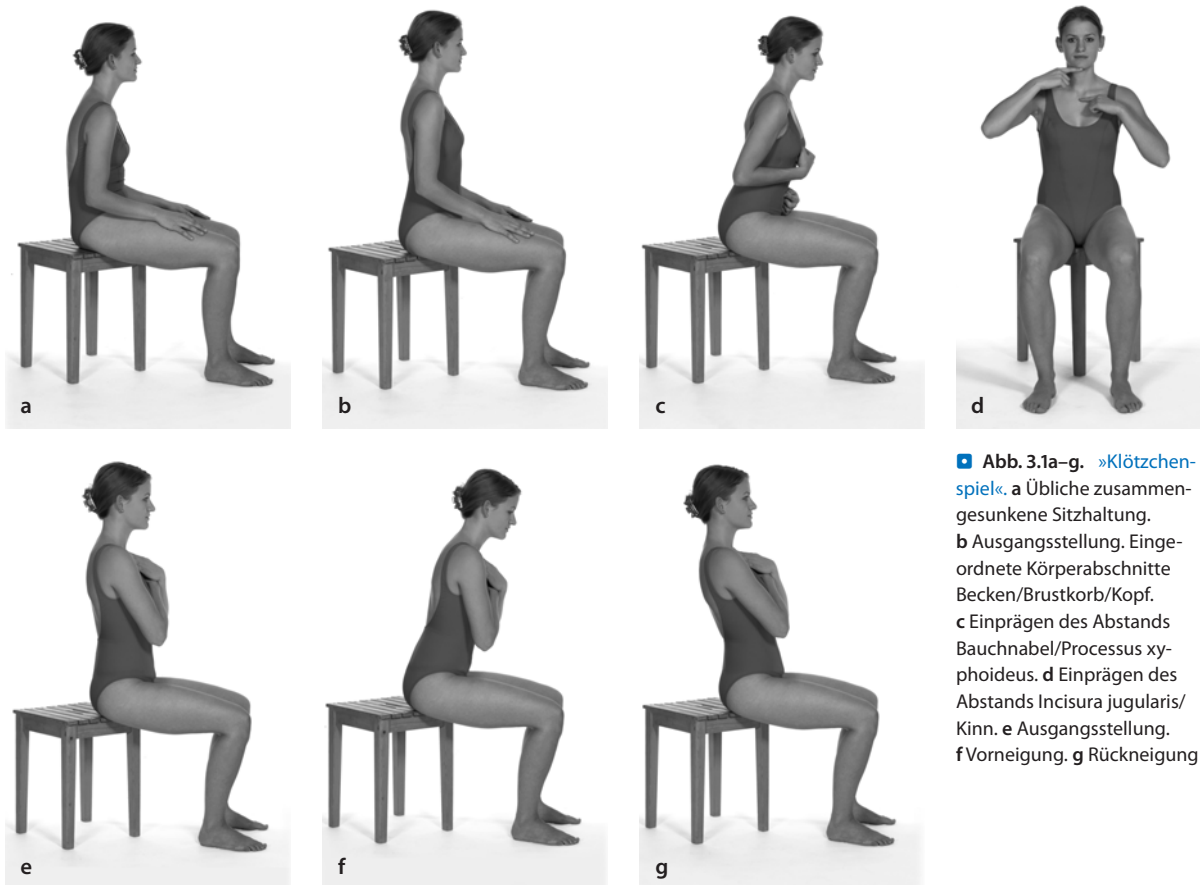 a
b
c
d
e
f
g
Abb. 3.1a–g. »Klötzchen-
spiel«. a Übliche zusammen-
gesunkene Sitzhaltung.
b Ausgangsstellung. Einge-
ordnete Körperabschnitte
Becken/Brustkorb/Kopf.
c Einprägen des Abstands
Bauchnabel/Processus xy-
phoideus. d Einprägen des
Abstands Incisura jugularis/
Kinn. e Ausgangsstellung.
f Vorneigung. g Rückneigung